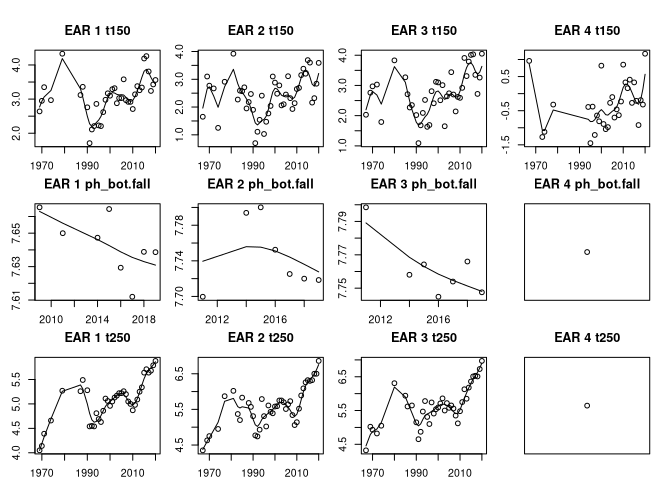 EAR 1 t150
EAR 2 t150
EAR 3 t150
EAR 4 t150
2.0 3.0 4.0
1970 1990 2010
1.0 2.0 3.0 4.0
1970 1990 2010
1.0 2.0 3.0 4.0
1970 1990 2010
-1.5 -0.5 0.5
1970 1990 2010
EAR 1 ph_bot.fall
EAR 2 ph_bot.fall
EAR 3 ph_bot.fall
EAR 4 ph_bot.fall
7.61 7.63 7.65
2010 2014 2018
7.70 7.74 7.78
2012 2016
7.75 7.77 7.79
2012 2016
EAR 1 t250
EAR 2 t250
EAR 3 t250
EAR 4 t250
4.0 4.5 5.0 5.5
1970 1990 2010
4.5 5.5 6.5
1970 1990 2010
4.5 5.5 6.5
1970 1990 2010